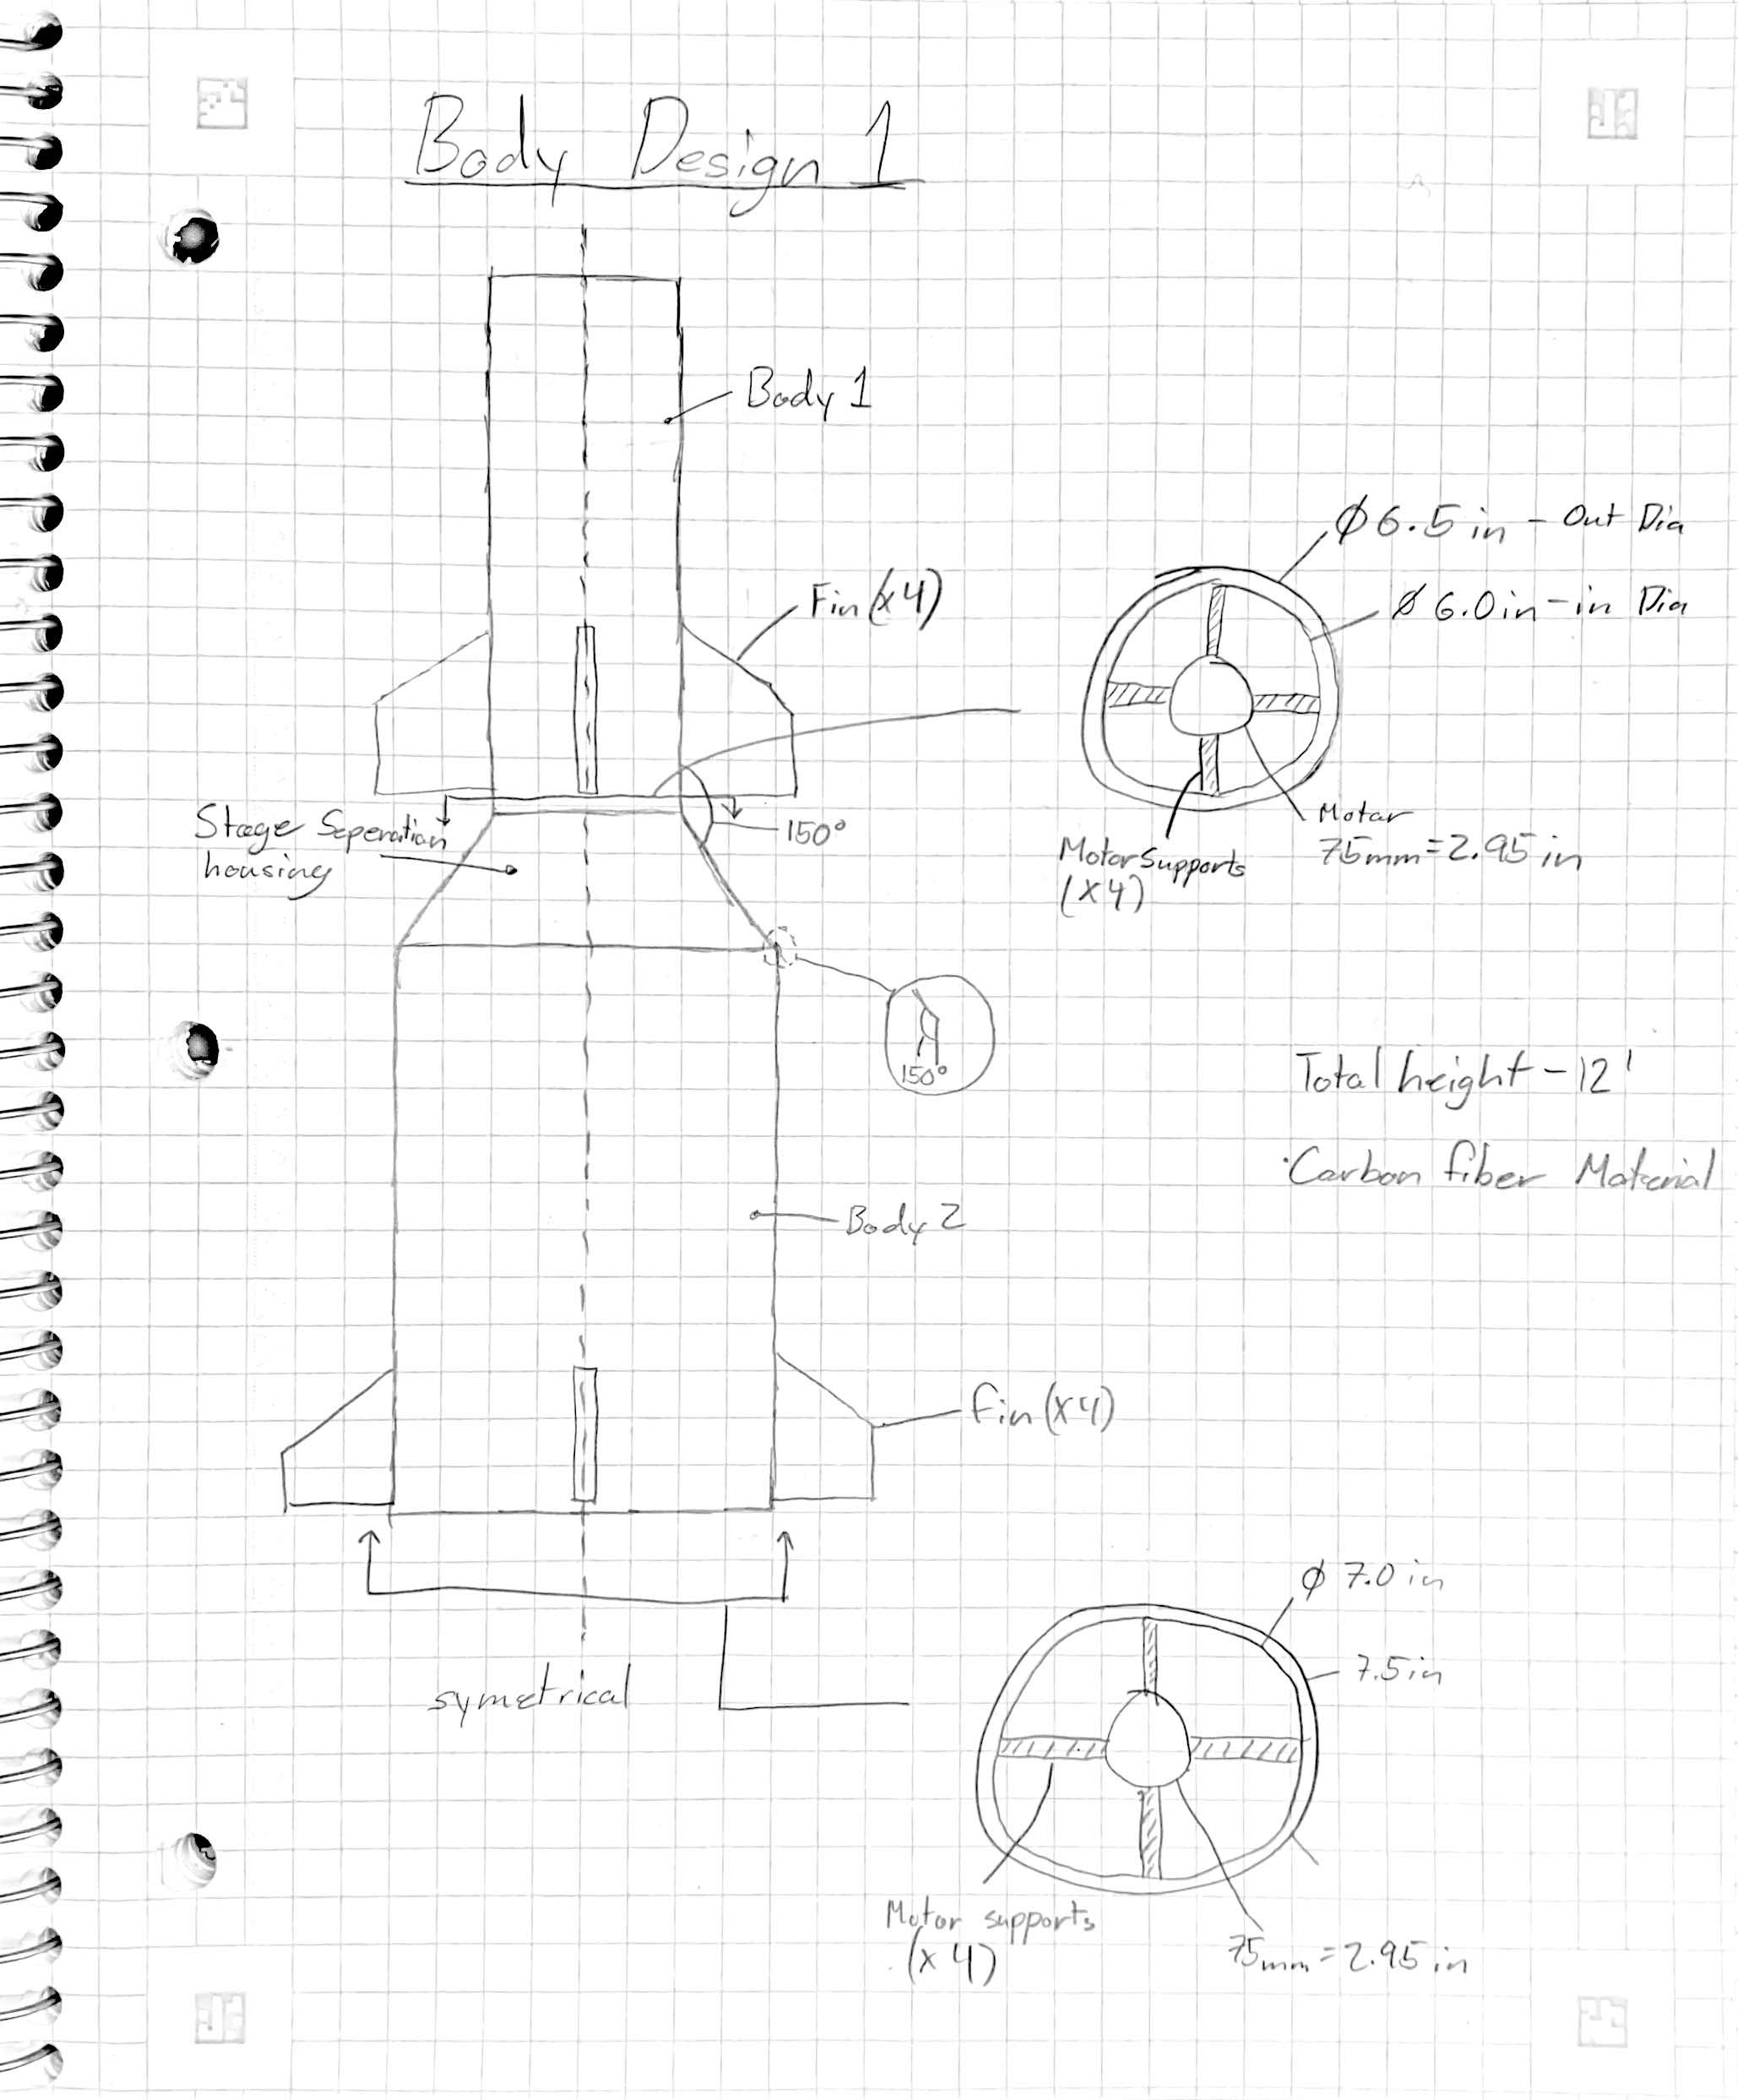 Body Design 1
Body 1
Ø 6.5 in - Out Dia
Fin (x4)
Ø 6.0 in - in Dia
Stage Seperation
housing
150°
Motor
75mm = 2.95 in
Motor Supports
(x4)
150°
Total height - 12'
·Carbon fiber Material
Body 2
Fin (x4)
Ø 7.0 in
7.5 in
symetrical
Motor supports
(x4)
75mm = 2.95 in